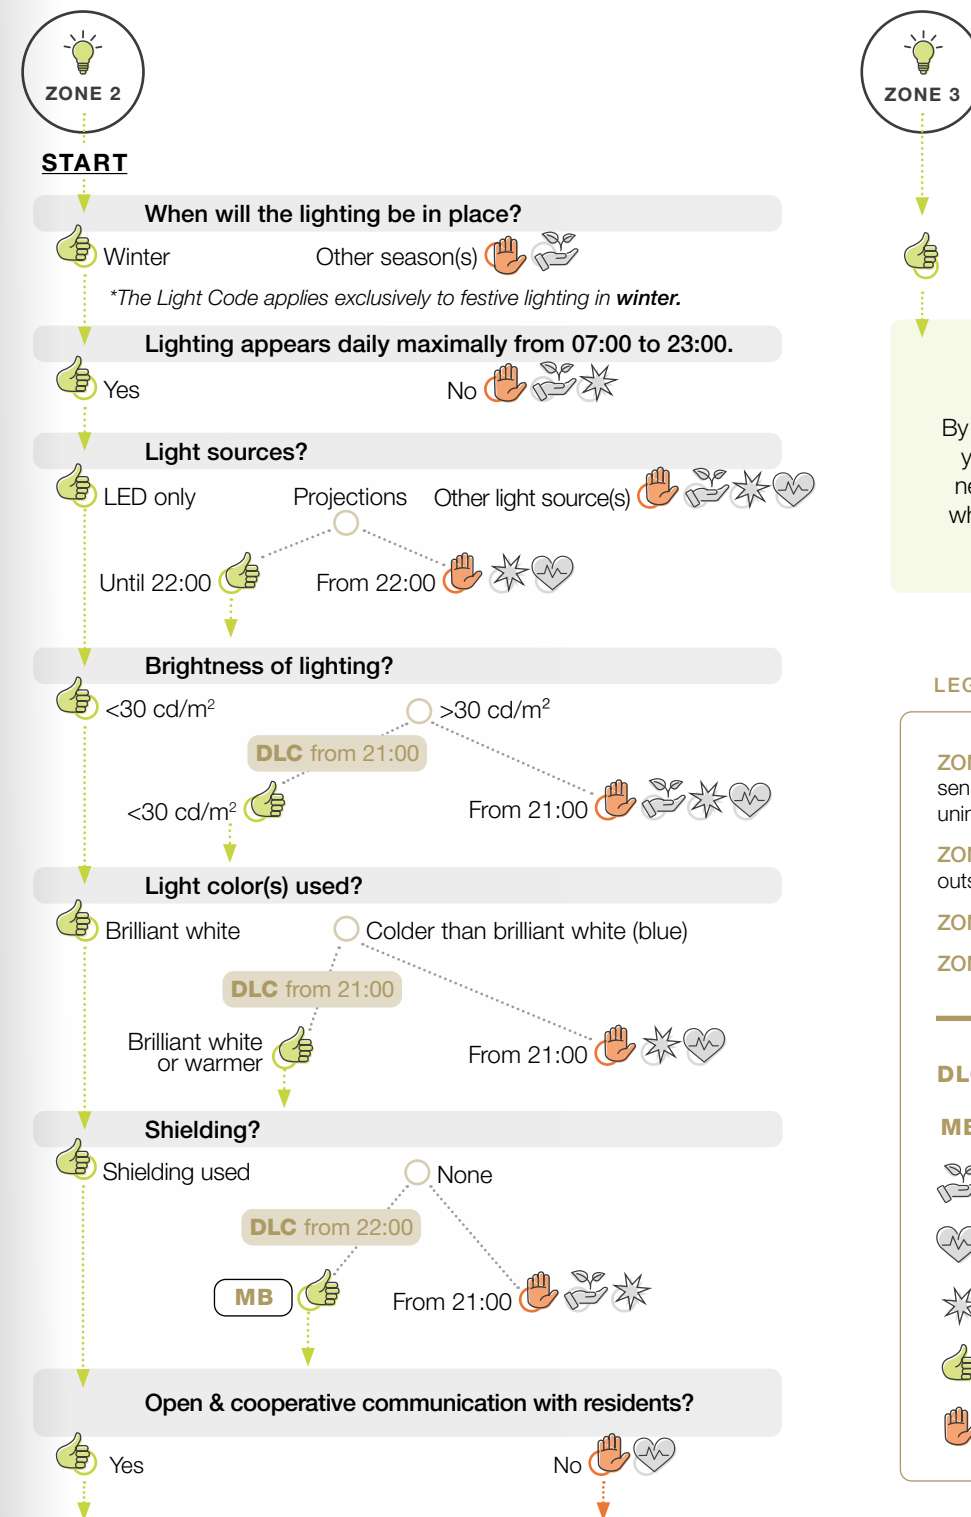 ZONE 2
START
When will the lighting be in place?
Winter
Other season(s)
*The Light Code applies exclusively to festive lighting in winter.
Lighting appears daily maximally from 07:00 to 23:00.
Yes
No
Light sources?
LED only
Projections
Other light source(s)
Until 22:00
From 22:00
Brightness of lighting?
<30 cd/m²
>30 cd/m²
DLC from 21:00
<30 cd/m²
From 21:00
Light color(s) used?
Brilliant white
Colder than brilliant white (blue)
DLC from 21:00
Brilliant white
or warmer
From 21:00
Shielding?
Shielding used
None
DLC from 22:00
MB
From 21:00
Open & cooperative communication with residents?
Yes
No
ZONE 3
By